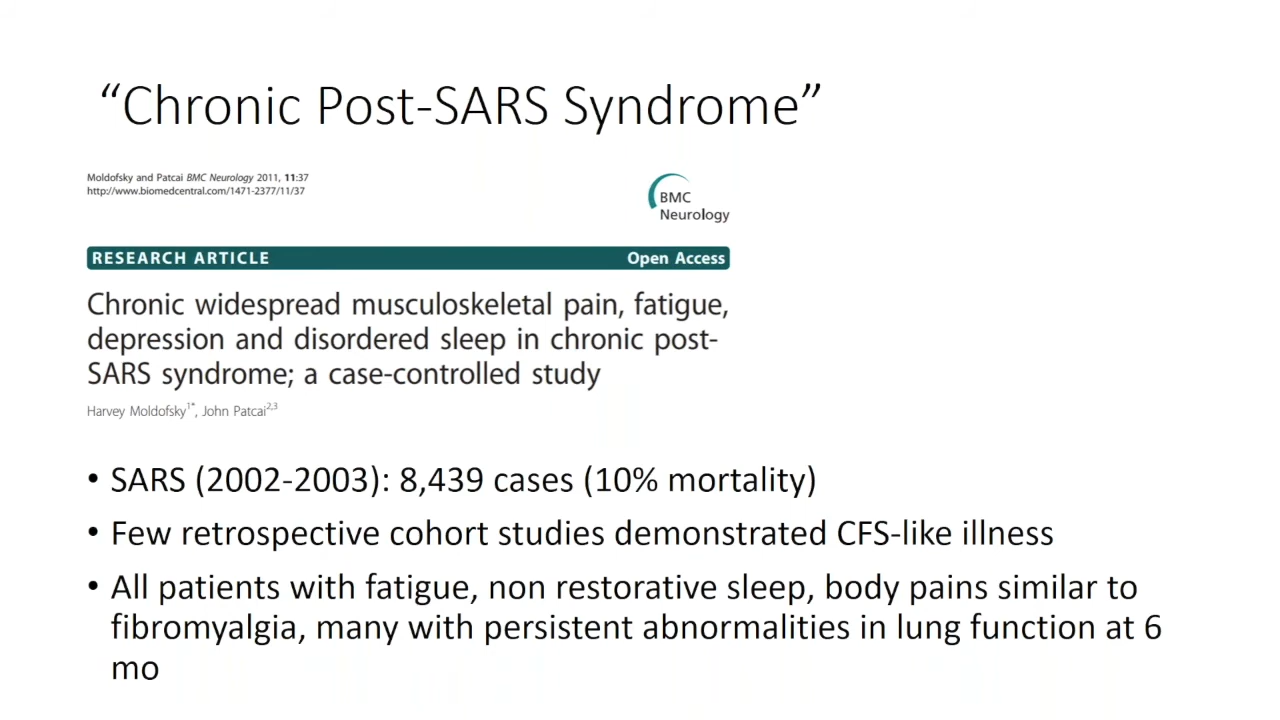 “Chronic Post-SARS Syndrome”
Moldofsky and Patcai BMC Neurology 2011, 11:37
http://www.biomedcentral.com/1471-2377/11/37
BMC
Neurology
RESEARCH ARTICLE Open Access
Chronic widespread musculoskeletal pain, fatigue,
depression and disordered sleep in chronic post-
SARS syndrome; a case-controlled study
Harvey Moldofsky1*, John Patcai2,3
• SARS (2002-2003): 8,439 cases (10% mortality)
• Few retrospective cohort studies demonstrated CFS-like illness
• All patients with fatigue, non restorative sleep, body pains similar to
fibromyalgia, many with persistent abnormalities in lung function at 6
mo